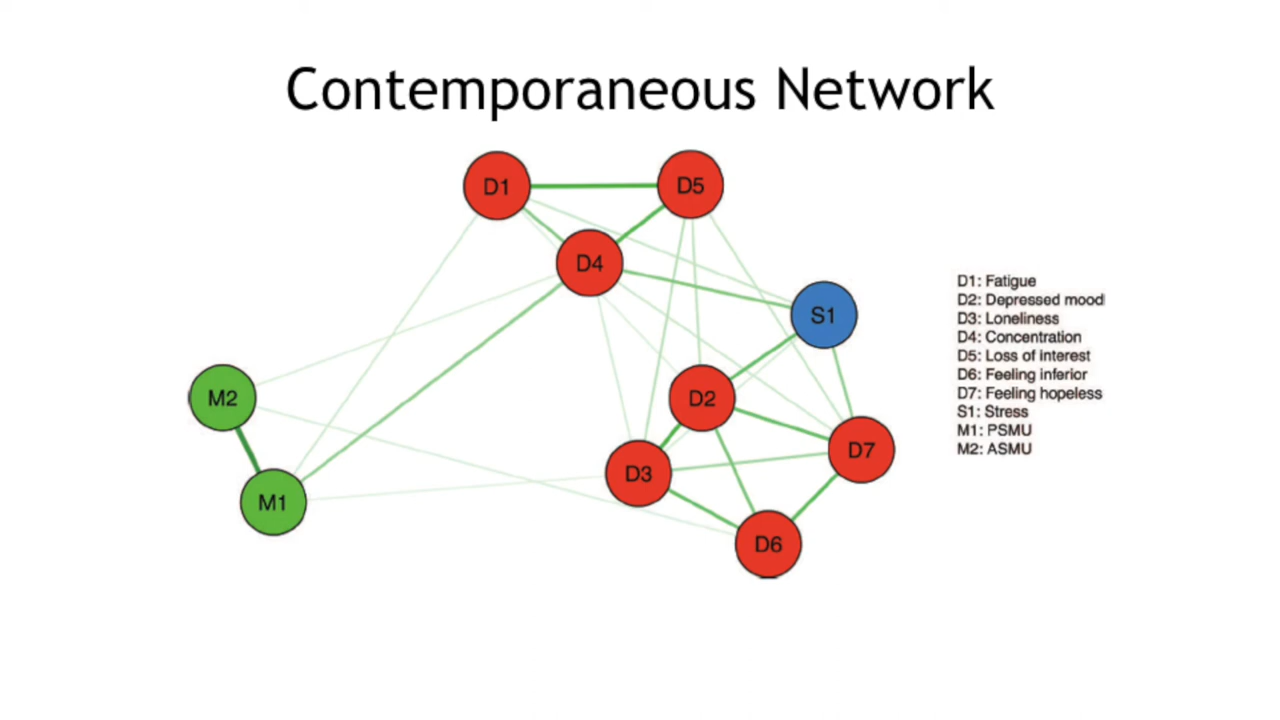 Contemporaneous Network
D1
D5
D4
S1
M2
D2
D7
D3
M1
D6
D1: Fatigue
D2: Depressed mood
D3: Loneliness
D4: Concentration
D5: Loss of interest
D6: Feeling inferior
D7: Feeling hopeless
S1: Stress
M1: PSMU
M2: ASMU